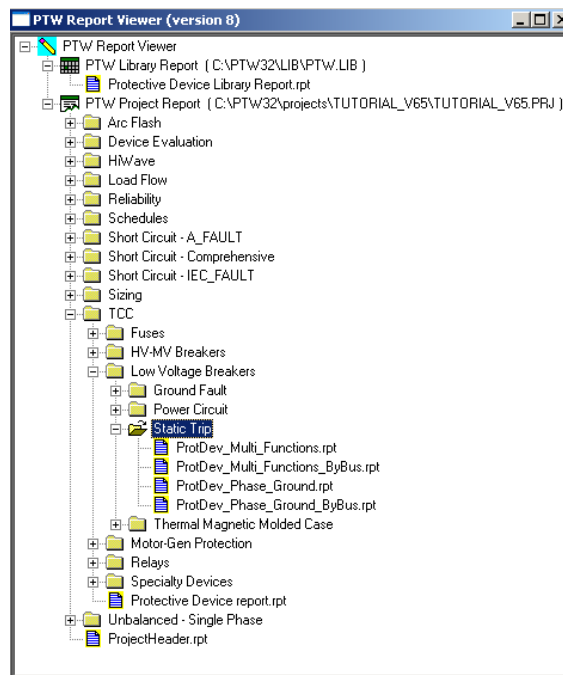 PTW Report Viewer (version 8)
PTW Report Viewer
PTW Library Report ( C:\PTW32\LIB\PTW.LIB )
Protective Device Library Report.rpt
PTW Project Report ( C:\PTW32\projects\TUTORIAL_V65\TUTORIAL_V65.PRJ )
Arc Flash
Device Evaluation
HiWave
Load Flow
Reliability
Schedules
Short Circuit - A_FAULT
Short Circuit - Comprehensive
Short Circuit - IEC_FAULT
Sizing
TCC
Fuses
HV-MV Breakers
Low Voltage Breakers
Ground Fault
Power Circuit
Static Trip
ProtDev_Multi_Functions.rpt
ProtDev_Multi_Functions_ByBus.rpt
ProtDev_Phase_Ground.rpt
ProtDev_Phase_Ground_ByBus.rpt
Thermal Magnetic Molded Case
Motor-Gen Protection
Relays
Specialty Devices
Protective Device report.rpt
Unbalanced - Single Phase
ProjectHeader.rpt